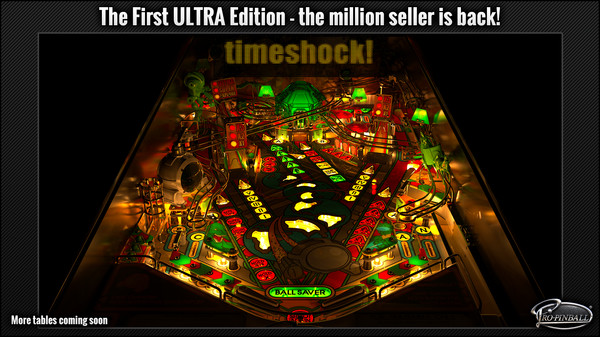 The First ULTRA Edition - the million seller is back!
timeshock!
BALL SAVER
More tables coming soon
PRO-PINBALL